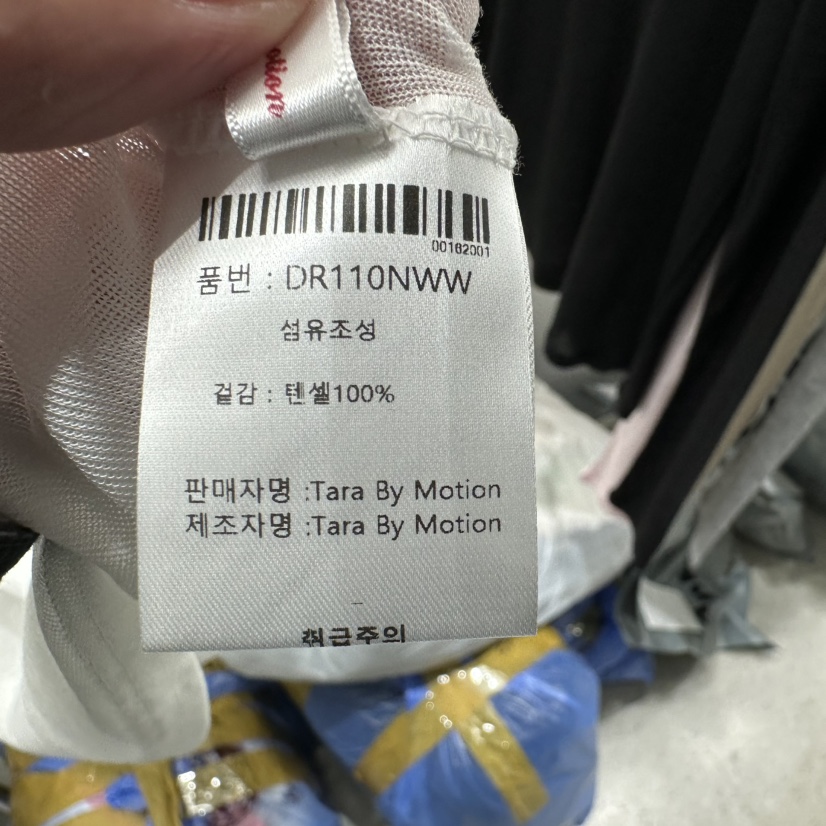 00162001
품번 : DR110NWW
섬유조성
겉감 : 텐셀100%
판매자명 :Tara By Motion
제조자명 :Tara By Motion
취급주의